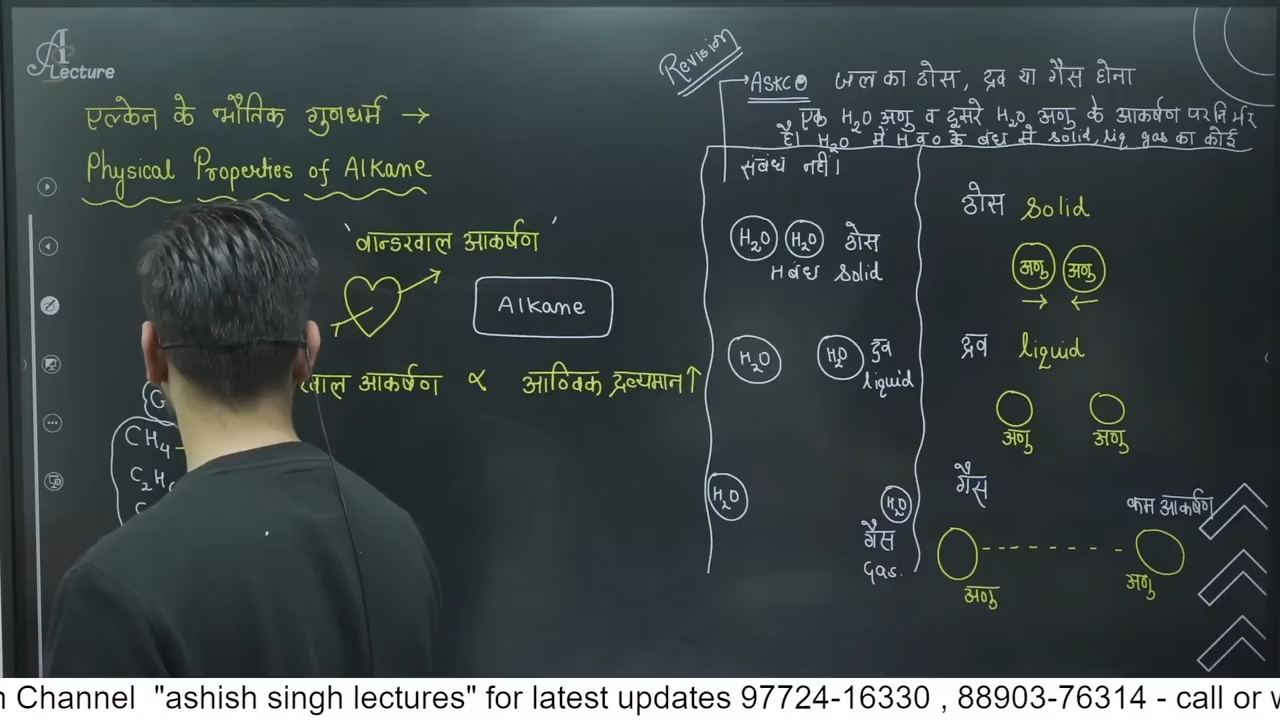 A Lecture
एल्केन के भौतिक गुणधर्म →
Physical Properties of Alkane
'वान्डरवाल आकर्षण'
Alkane
वाल आकर्षण ∝ आण्विक द्रव्यमान ↑
CH₄
C₂H
Revision
ASKC जल का ठोस, द्रव या गैस होना
एक H₂O अणु व दूसरे H₂O अणु के आकर्षण पर निर्भर
है। H₂O में H व O के बंध से solid, liq gas का कोई
संबंध नहीं।
H₂O H₂O ठोस
H बंध solid
H₂O H₂O द्रव
liquid
H₂O H₂O
गैस
Gas.
ठोस solid
अणु अणु
→ ←
द्रव liquid
अणु अणु
गैस
कम आकर्षण
अणु अणु
Channel "ashish singh lectures" for latest updates 97724-16330 , 88903-76314 - call or